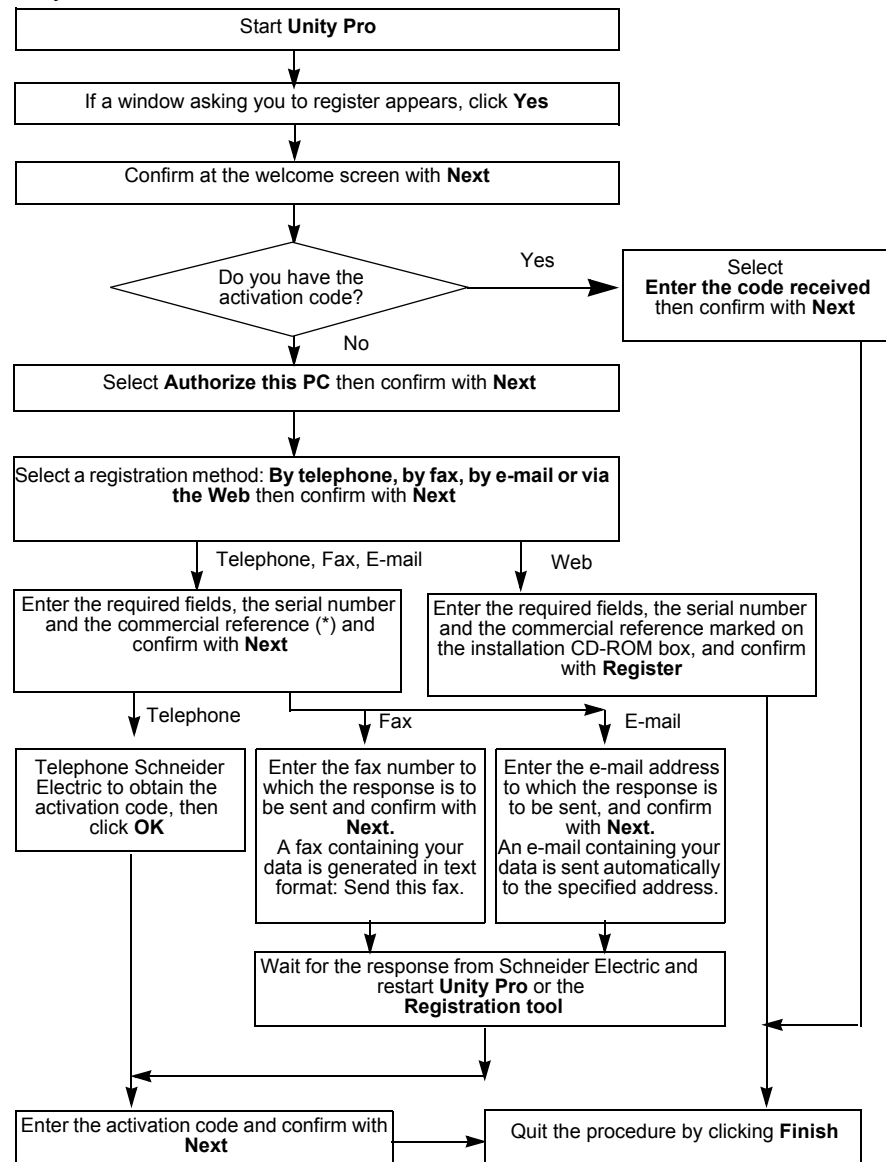 Start Unity Pro
If a window asking you to register appears, click Yes
Confirm at the welcome screen with Next
Do you have the
activation code?
Yes
Select
Enter the code received
then confirm with Next
No
Select Authorize this PC then confirm with Next
Select a registration method: By telephone, by fax, by e-mail or via
the Web then confirm with Next
Telephone, Fax, E-mail
Web
Enter the required fields, the serial number
and the commercial reference (*) and
confirm with Next
Enter the required fields, the serial number
and the commercial reference marked on
the installation CD-ROM box, and confirm
with Register
Telephone
Fax
E-mail
Telephone Schneider
Electric to obtain the
activation code, then
click OK
Enter the fax number to
which the response is to
be sent and confirm with
Next.
A fax containing your
data is generated in text
format: Send this fax.
Enter the e-mail address
to which the response is
to be sent, and confirm
with Next.
An e-mail containing your
data is sent automatically
to the specified address.
Wait for the response from Schneider Electric and
restart Unity Pro or the
Registration tool
Enter the activation code and confirm with
Next
Quit the procedure by clicking Finish